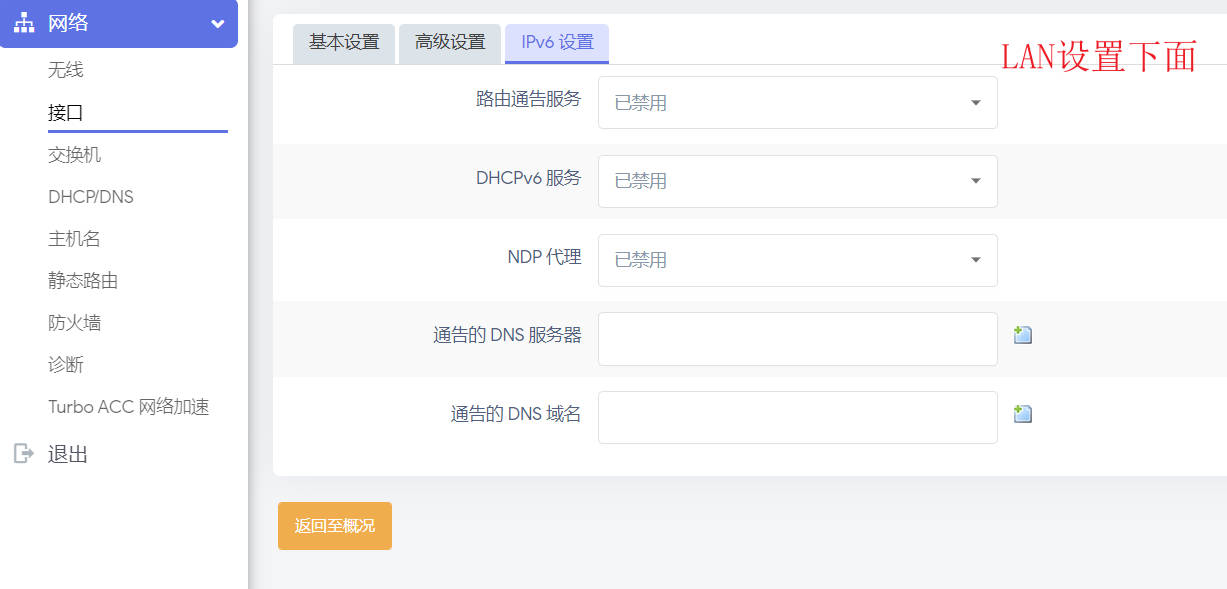 网络
无线
接口
交换机
DHCP/DNS
主机名
静态路由
防火墙
诊断
Turbo ACC 网络加速
退出
基本设置 高级设置 IPv6 设置
LAN设置下面
路由通告服务 已禁用
DHCPv6 服务 已禁用
NDP 代理 已禁用
通告的 DNS 服务器
通告的 DNS 域名
返回至概况